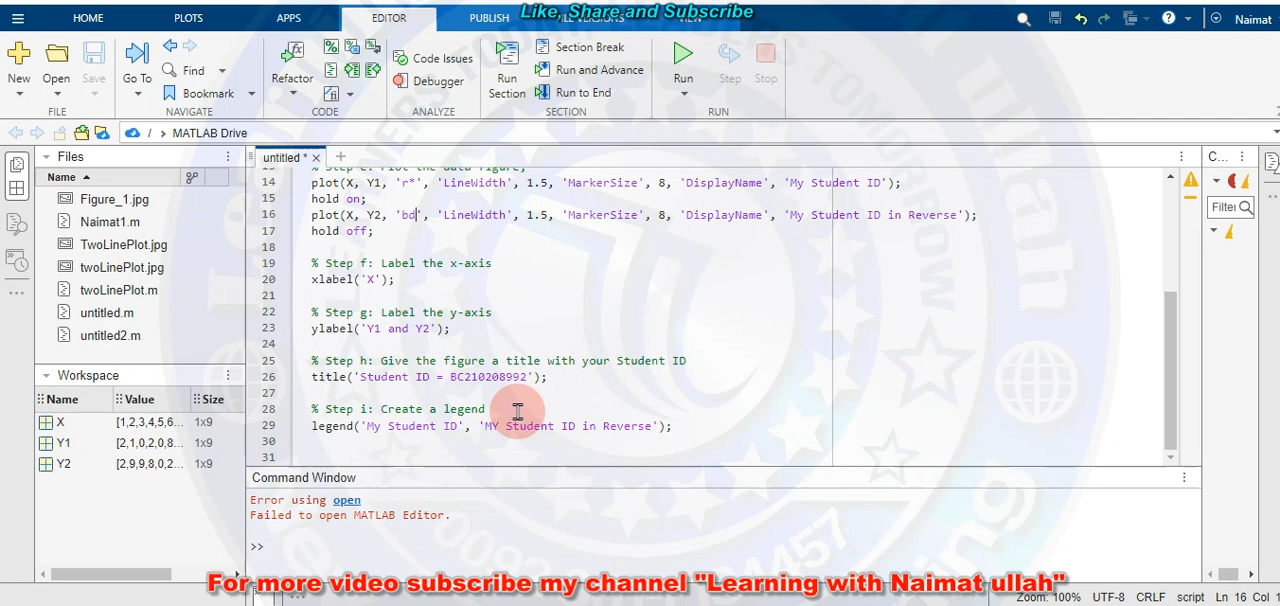 Like, Share and Subscribe
HOME PLOTS APPS EDITOR PUBLISH FILE VERSIONS VIEW
Naimat
New Open Save
FILE
Go To Find Bookmark
NAVIGATE
Refactor
CODE
Code Issues
Debugger
ANALYZE
Run Section
Section Break
Run and Advance
Run to End
SECTION
Run Step Stop
RUN
/ > MATLAB Drive
Files
Name
Figure_1.jpg
Naimat1.m
TwoLinePlot.jpg
twoLinePlot.jpg
twoLinePlot.m
untitled.m
untitled2.m
Workspace
Name Value Size
X [1,2,3,4,5,6... 1x9
Y1 [2,1,0,2,0,8... 1x9
Y2 [2,9,9,8,0,2... 1x9
untitled *
13 % Step e: Plot the data figure,
14 plot(X, Y1, 'r*', 'LineWidth', 1.5, 'MarkerSize', 8, 'DisplayName', 'My Student ID');
15 hold on;
16 plot(X, Y2, 'bd', 'LineWidth', 1.5, 'MarkerSize', 8, 'DisplayName', 'My Student ID in Reverse');
17 hold off;
18
19 % Step f: Label the x-axis
20 xlabel('X');
21
22 % Step g: Label the y-axis
23 ylabel('Y1 and Y2');
24
25 % Step h: Give the figure a title with your Student ID
26 title('Student ID = BC210208992');
27
28 % Step i: Create a legend
29 legend('My Student ID', 'MY Student ID in Reverse');
30
31
C...
Filter
Command Window
Error using open
Failed to open MATLAB Editor.
>>
For more video subscribe my channel "Learning with Naimat ullah"
Zoom: 100% UTF-8 CRLF script Ln 16 Col 1